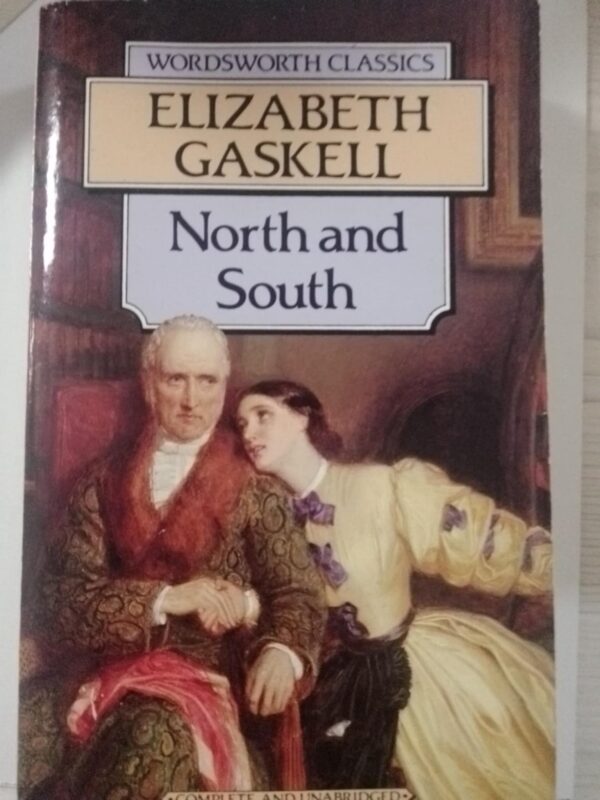 WORDSWORTH CLASSICS
ELIZABETH
GASKELL
North and
South
COMPLETE AND UNABRIDGED